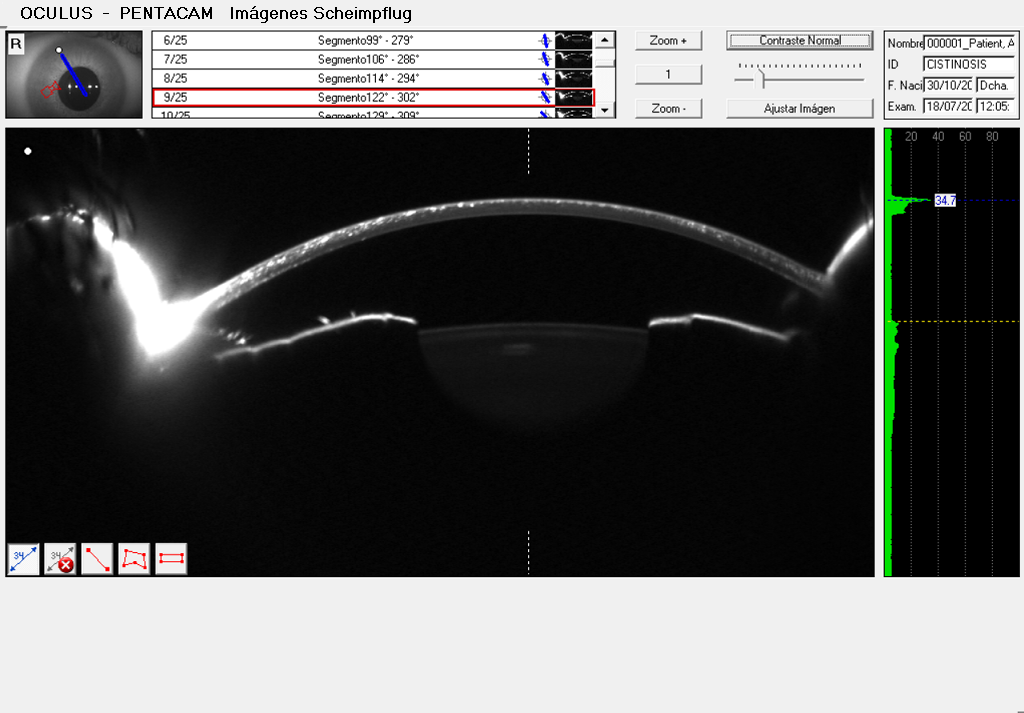 OCULUS - PENTACAM Imágenes Scheimpflug
R
6/25 Segmento99° - 279°
7/25 Segmento106° - 286°
8/25 Segmento114° - 294°
9/25 Segmento122° - 302°
10/25 Segmento129° - 309°
Zoom +
1
Zoom -
Contraste Normal
Ajustar Imágen
Nombre 000001_Patient, A
ID CISTINOSIS
F. Naci 30/10/20 Dcha.
Exam. 18/07/20 12:05:
20 40 60 80
34.7
34
34